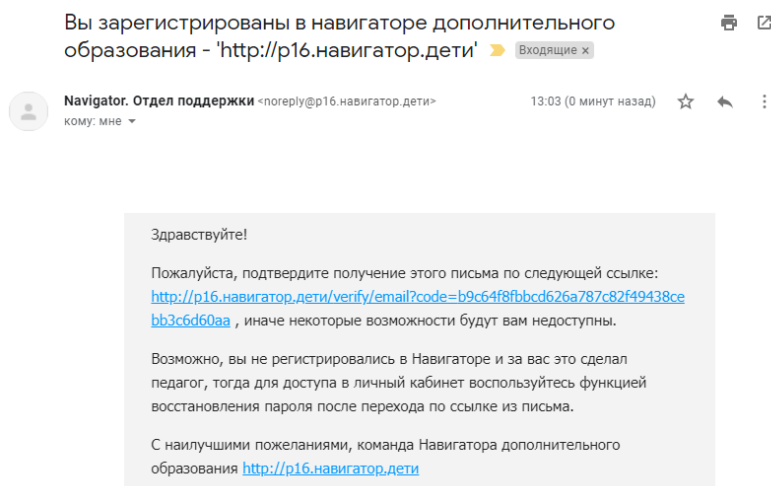 Вы зарегистрированы в навигаторе дополнительного
образования - 'http://р16.навигатор.дети' Входящие ×
Navigator. Отдел поддержки <noreply@р16.навигатор.дети> 13:03 (0 минут назад)
кому: мне
Здравствуйте!
Пожалуйста, подтвердите получение этого письма по следующей ссылке:
http://р16.навигатор.дети/verify/email?code=b9c64f8fbbcd626a787c82f49438ce
bb3c6d60aa , иначе некоторые возможности будут вам недоступны.
Возможно, вы не регистрировались в Навигаторе и за вас это сделал
педагог, тогда для доступа в личный кабинет воспользуйтесь функцией
восстановления пароля после перехода по ссылке из письма.
С наилучшими пожеланиями, команда Навигатора дополнительного
образования http://р16.навигатор.дети